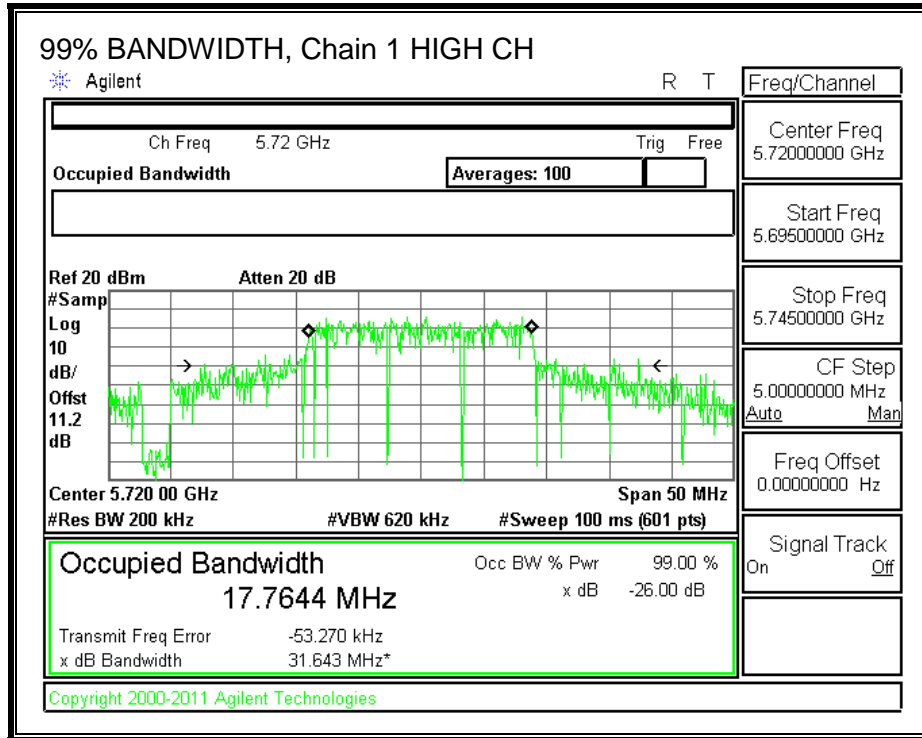 99% BANDWIDTH, Chain 1 HIGH CH
Agilent R T
Ch Freq 5.72 GHz Trig Free
Occupied Bandwidth Averages: 100
Ref 20 dBm Atten 20 dB
#Samp
Log
10
dB/
Offst
11.2
dB
Center 5.720 00 GHz Span 50 MHz
#Res BW 200 kHz #VBW 620 kHz #Sweep 100 ms (601 pts)
Occupied Bandwidth Occ BW % Pwr 99.00 %
17.7644 MHz x dB -26.00 dB
Transmit Freq Error -53.270 kHz
x dB Bandwidth 31.643 MHz*
Copyright 2000-2011 Agilent Technologies
Freq/Channel
Center Freq
5.72000000 GHz
Start Freq
5.69500000 GHz
Stop Freq
5.74500000 GHz
CF Step
5.00000000 MHz
Auto Man
Freq Offset
0.00000000 Hz
Signal Track
On Off